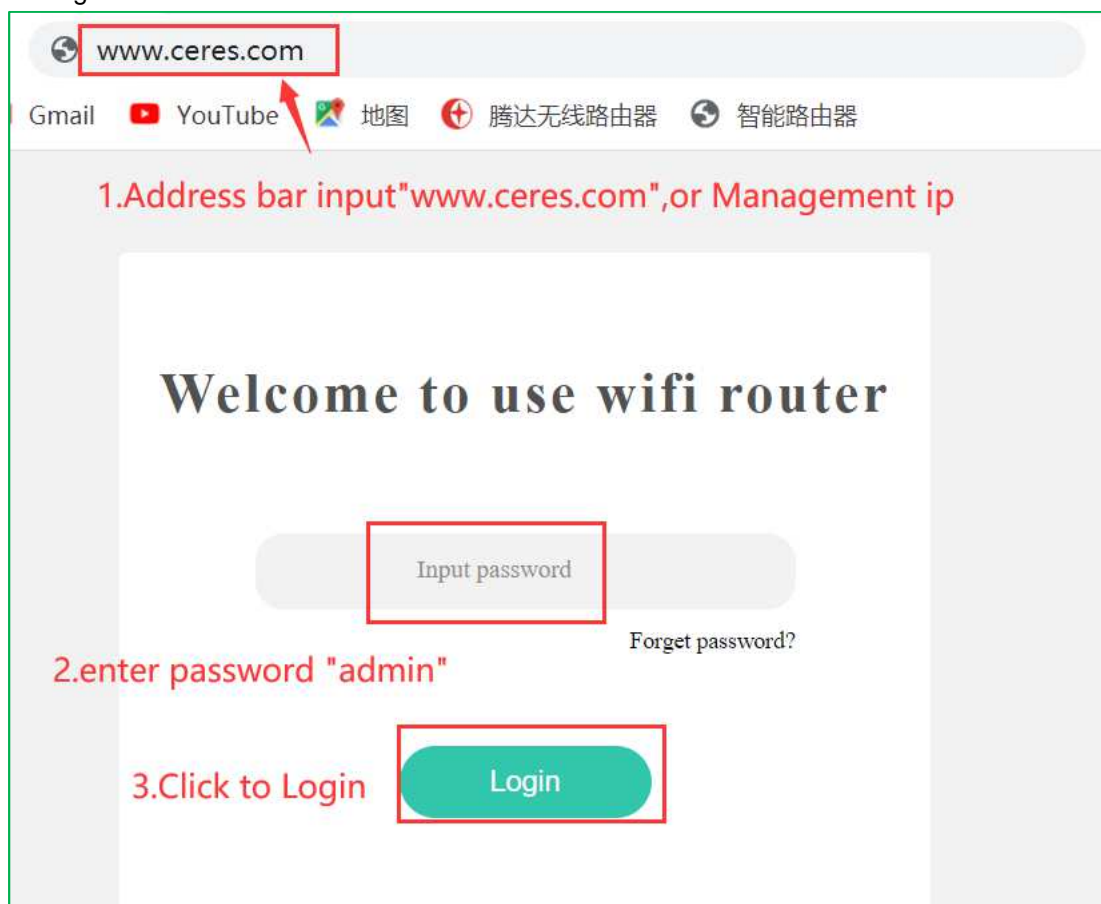 www.ceres.com
Gmail YouTube 地图 腾达无线路由器 智能路由器
1.Address bar input"www.ceres.com",or Management ip
Welcome to use wifi router
Input password
Forget password?
2.enter password "admin"
3.Click to Login
Login